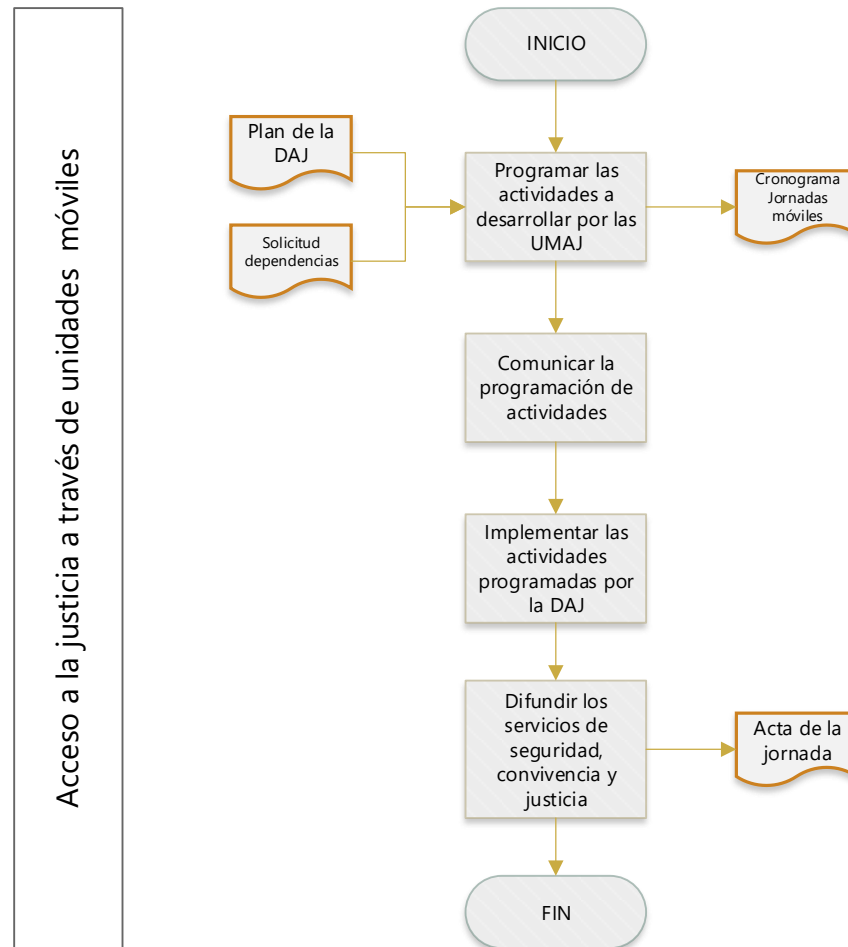 Acceso a la justicia a través de unidades móviles
INICIO
Plan de la
DAJ
Solicitud
dependencias
Programar las
actividades a
desarrollar por las
UMAJ
Cronograma
Jornadas
móviles
Comunicar la
programación de
actividades
Implementar las
actividades
programadas por
la DAJ
Difundir los
servicios de
seguridad,
convivencia y
justicia
Acta de la
jornada
FIN